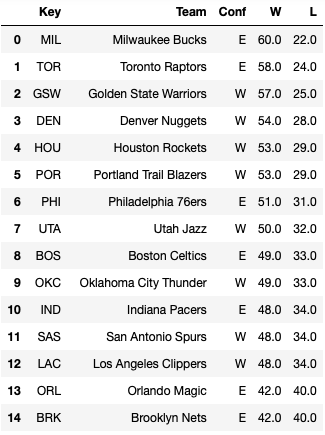 Key Team Conf W L
0 MIL Milwaukee Bucks E 60.0 22.0
1 TOR Toronto Raptors E 58.0 24.0
2 GSW Golden State Warriors W 57.0 25.0
3 DEN Denver Nuggets W 54.0 28.0
4 HOU Houston Rockets W 53.0 29.0
5 POR Portland Trail Blazers W 53.0 29.0
6 PHI Philadelphia 76ers E 51.0 31.0
7 UTA Utah Jazz W 50.0 32.0
8 BOS Boston Celtics E 49.0 33.0
9 OKC Oklahoma City Thunder W 49.0 33.0
10 IND Indiana Pacers E 48.0 34.0
11 SAS San Antonio Spurs W 48.0 34.0
12 LAC Los Angeles Clippers W 48.0 34.0
13 ORL Orlando Magic E 42.0 40.0
14 BRK Brooklyn Nets E 42.0 40.0